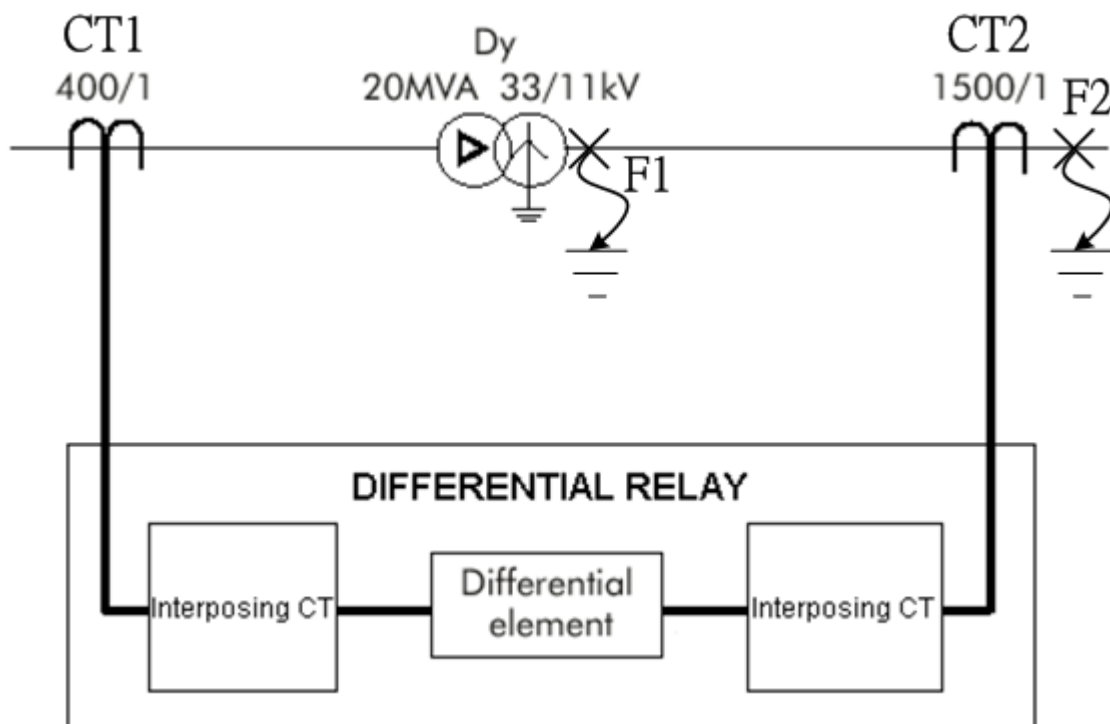 CT1
400/1
Dy
20MVA 33/11kV
CT2
1500/1
F2
F1
DIFFERENTIAL RELAY
Interposing CT
Differential
element
Interposing CT